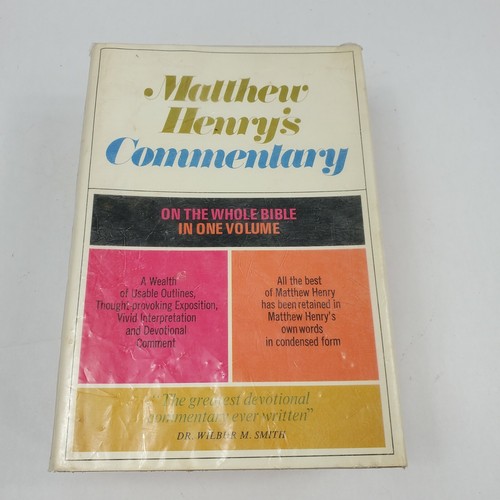 Matthew
Henry's
Commentary
ON THE WHOLE BIBLE
IN ONE VOLUME
A Wealth
of Usable Outlines,
Thought-provoking Exposition,
Vivid Interpretation
and Devotional
Comment
All the best
of Matthew Henry
has been retained in
Matthew Henry's
own words
in condensed form
"The greatest devotional
commentary ever written"
DR. WILBUR M. SMITH